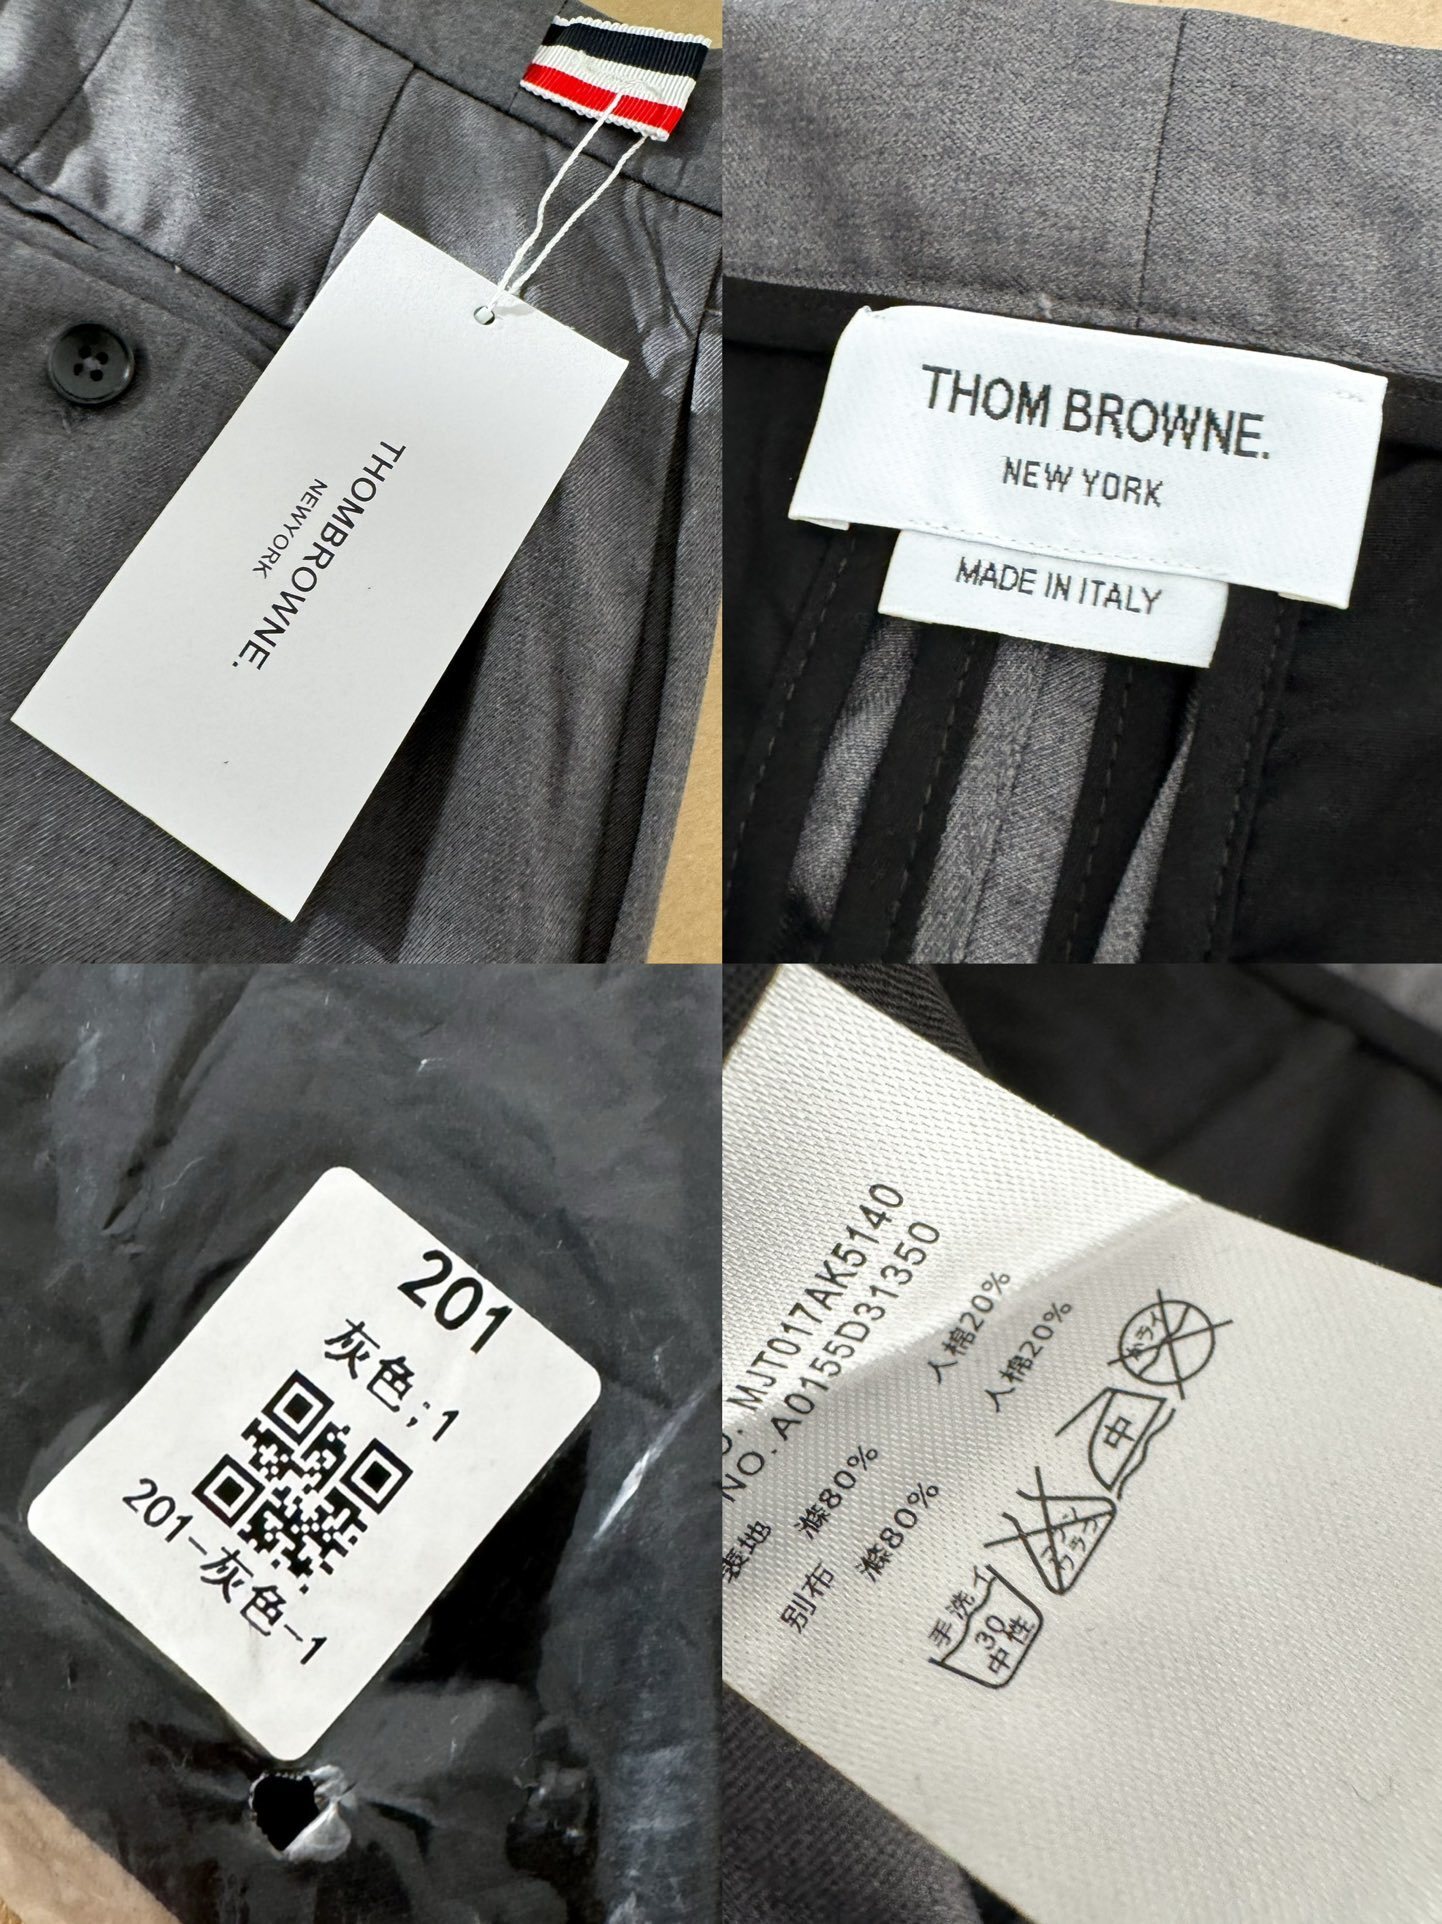 THOMBROWNE.
NEWYORK
THOM BROWNE.
NEW YORK
MADE IN ITALY
201
灰色;1
201-灰色-1
MJT017AK5140
NO. A0155D31350
表地 滌80% 人棉20%
別布 滌80% 人棉20%
手洗イ
30
中性
中